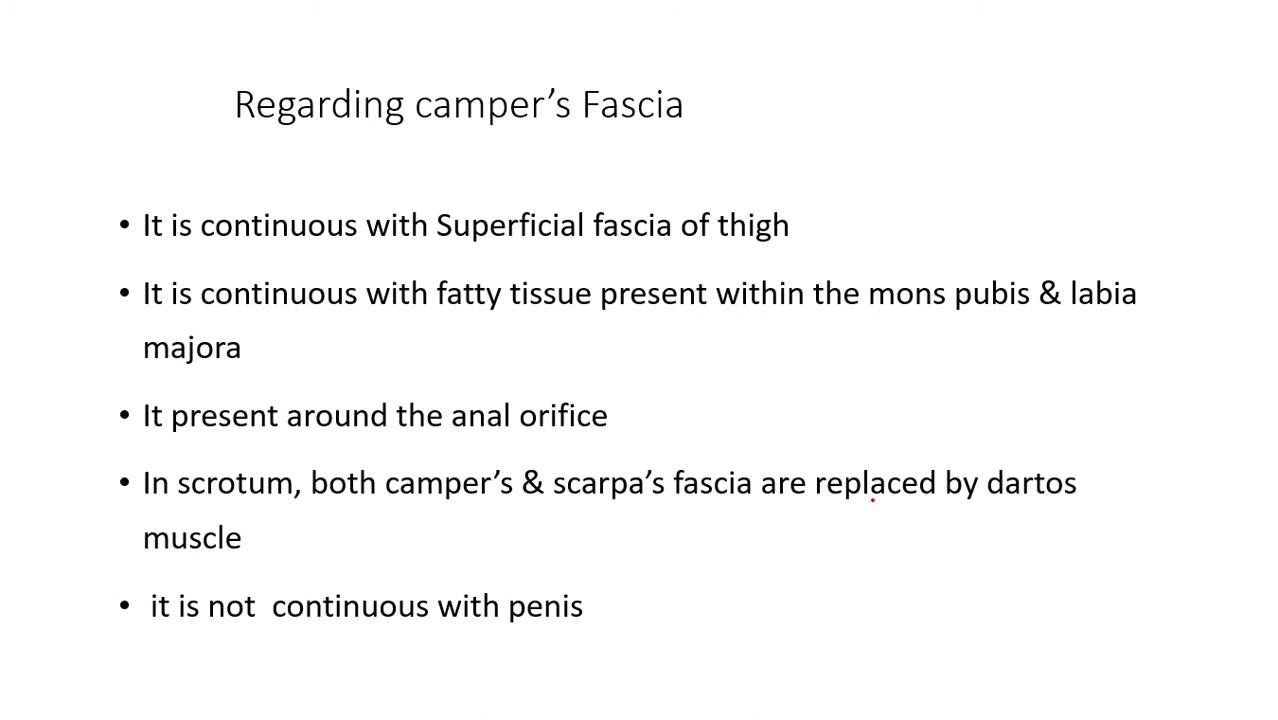 Regarding camper’s Fascia
• It is continuous with Superficial fascia of thigh
• It is continuous with fatty tissue present within the mons pubis & labia
majora
• It present around the anal orifice
• In scrotum, both camper’s & scarpa’s fascia are replaced by dartos
muscle
• it is not  continuous with penis